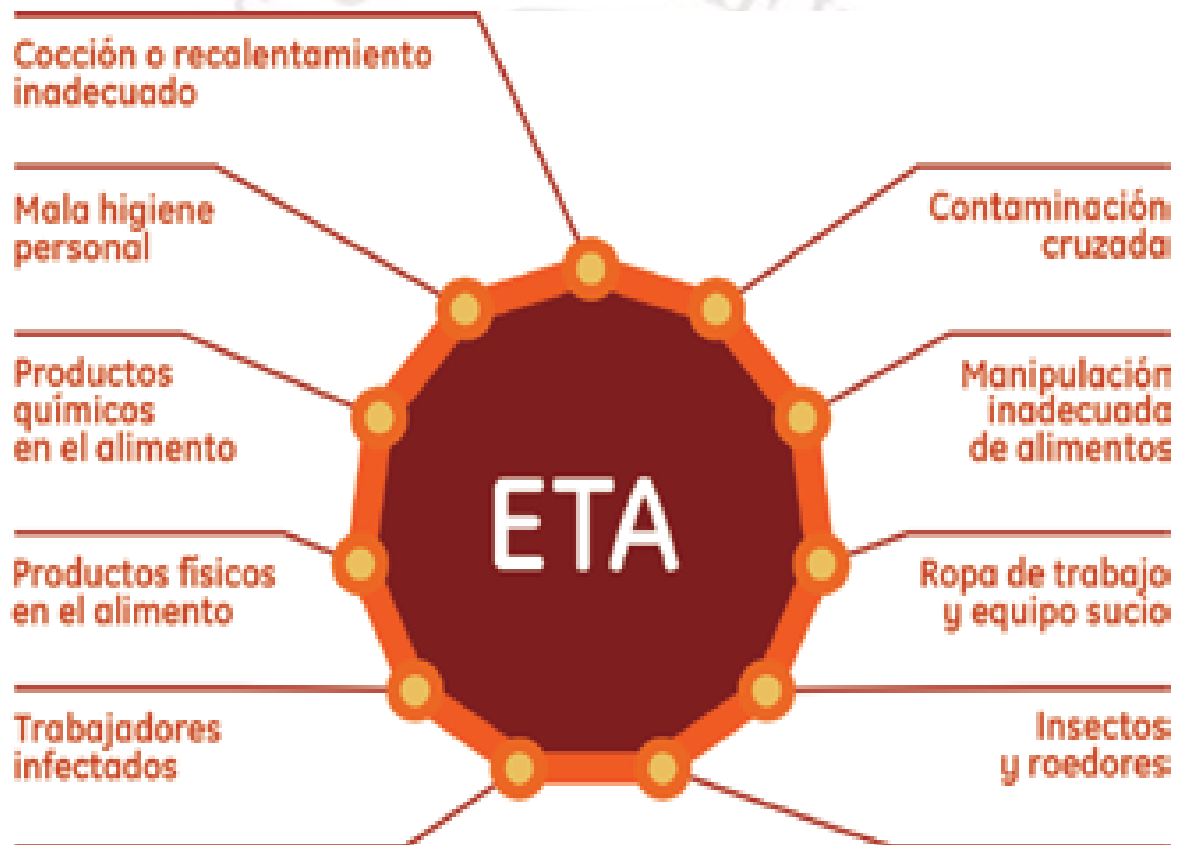 Cocción o recalentamiento
inadecuado
Mala higiene
personal
Productos
químicos
en el alimento
Productos físicos
en el alimento
Trabajadores
infectados
ETA
Contaminación
cruzada
Manipulación
inadecuada
de alimentos
Ropa de trabajo
y equipo sucio
Insectos
y roedores